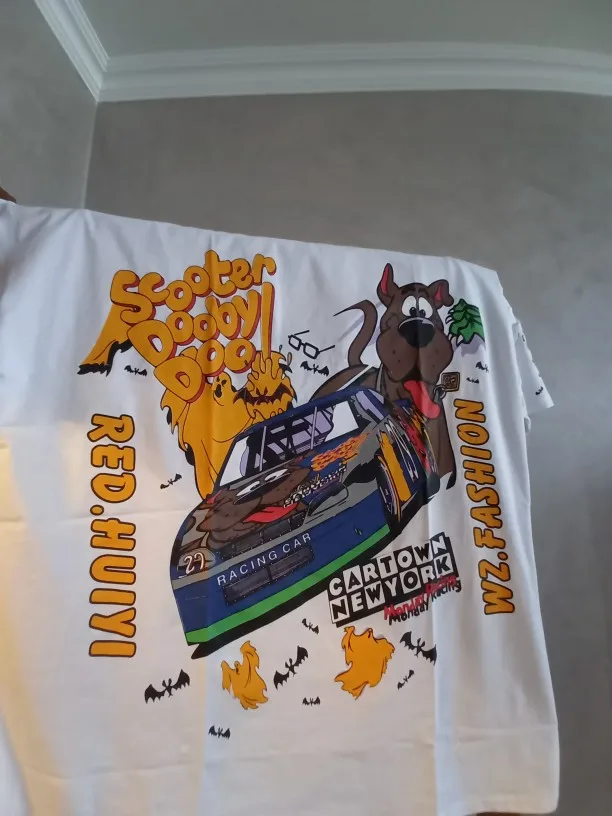 Scooter
Dooby
Doo!
RED.HUIYI
WZ.FASHION
27
RACING CAR
CARTOWN
NEWYORK
Monday Racing